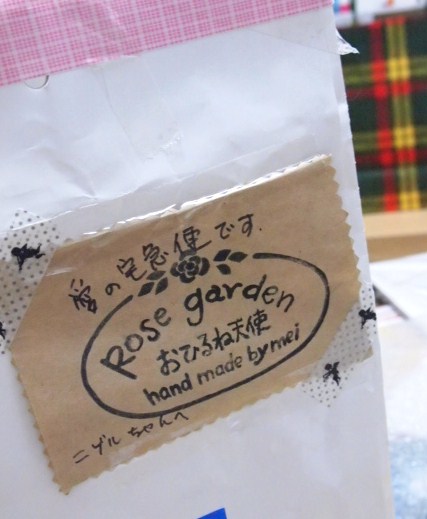 愛の宅急便です.
Rose garden
おひるね天使
hand made by mei
ニゲルちゃんへ